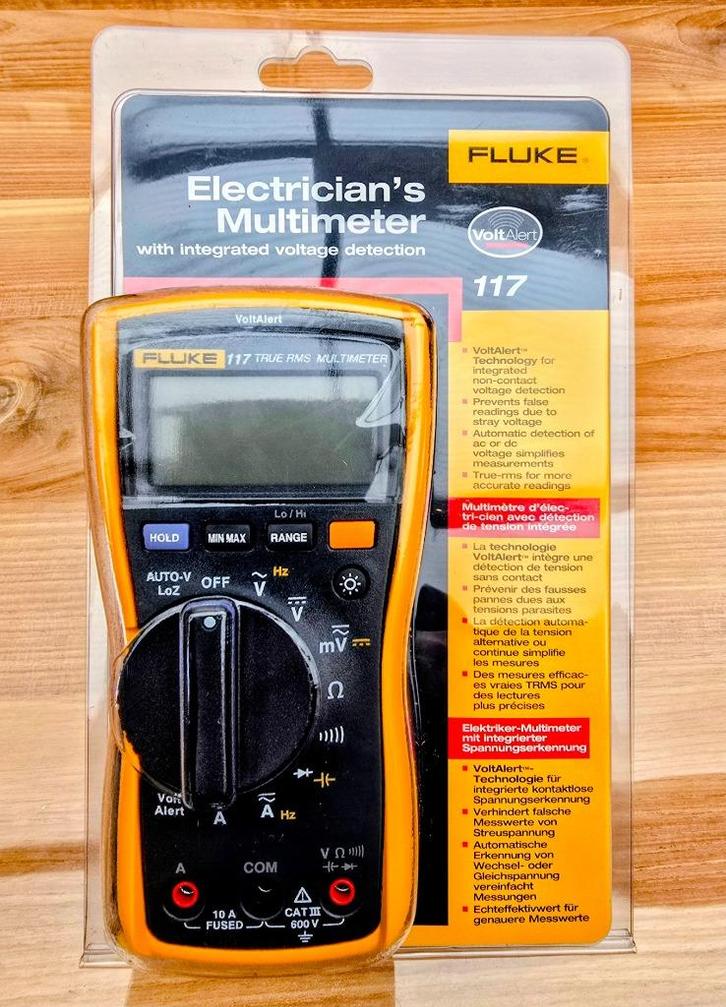 FLUKE®
Electrician's
Multimeter
with integrated voltage detection
VoltAlert
117
VoltAlert
FLUKE 117 TRUE RMS MULTIMETER
Lo / Hi
HOLD
MIN MAX
RANGE
AUTO-V
LoZ
OFF
Ṽ Hz
V
mV
Ω
Volt
Alert
A
A Hz
A
COM
V Ω
10 A
FUSED
CAT III
600 V
VoltAlert™
Technology for
integrated
non-contact
voltage detection
Prevents false
readings due to
stray voltage
Automatic detection of
ac or dc
voltage simplifies
measurements
True-rms for more
accurate readings
Multimètre d'élec-
tri-cien avec détection
de tension intégrée
La technologie
VoltAlert™ intègre une
détection de tension
sans contact
Prévenir des fausses
pannes dues aux
tensions parasites
La détection automa-
tique de la tension
alternative ou
continue simplifie
les mesures
Des mesures efficac-
es vraies TRMS pour
des lectures
plus précises
Elektriker-Multimeter
mit integrierter
Spannungserkennung
VoltAlert™-
Technologie für
integrierte kontaktlose
Spannungserkennung
Verhindert falsche
Messwerte von
Streuspannung
Automatische
Erkennung von
Wechsel- oder
Gleichspannung
vereinfacht
Messungen
Echteffektivwert für
genauere Messwerte